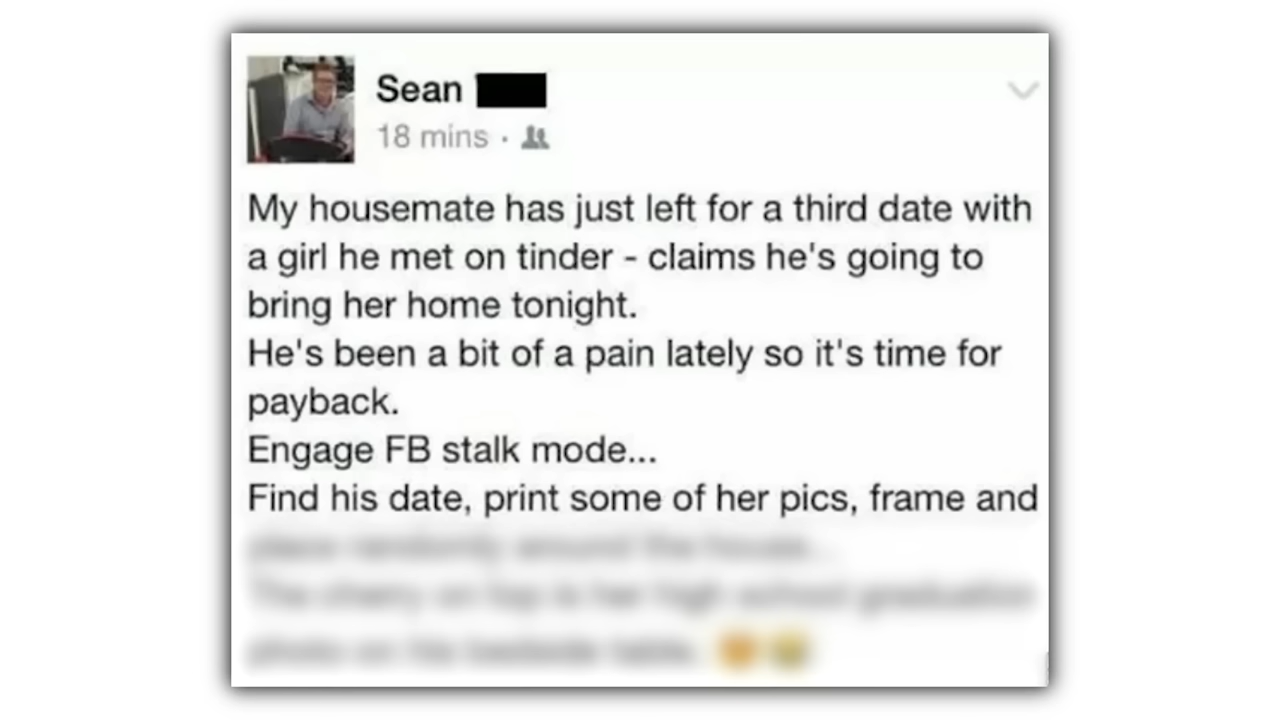 Sean
18 mins ·
My housemate has just left for a third date with
a girl he met on tinder - claims he's going to
bring her home tonight.
He's been a bit of a pain lately so it's time for
payback.
Engage FB stalk mode...
Find his date, print some of her pics, frame and